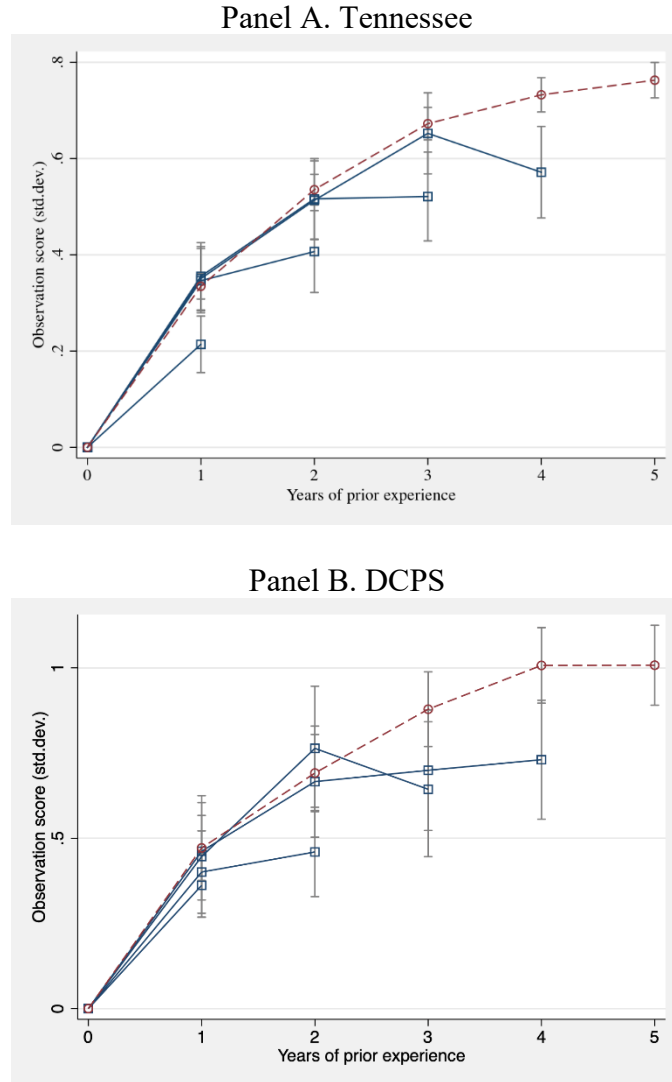 Panel A. Tennessee
.8
.6
.4
.2
0
Observation score (std.dev.)
0 1 2 3 4 5
Years of prior experience
Panel B. DCPS
1
.5
0
Observation score (std.dev.)
0 1 2 3 4 5
Years of prior experience